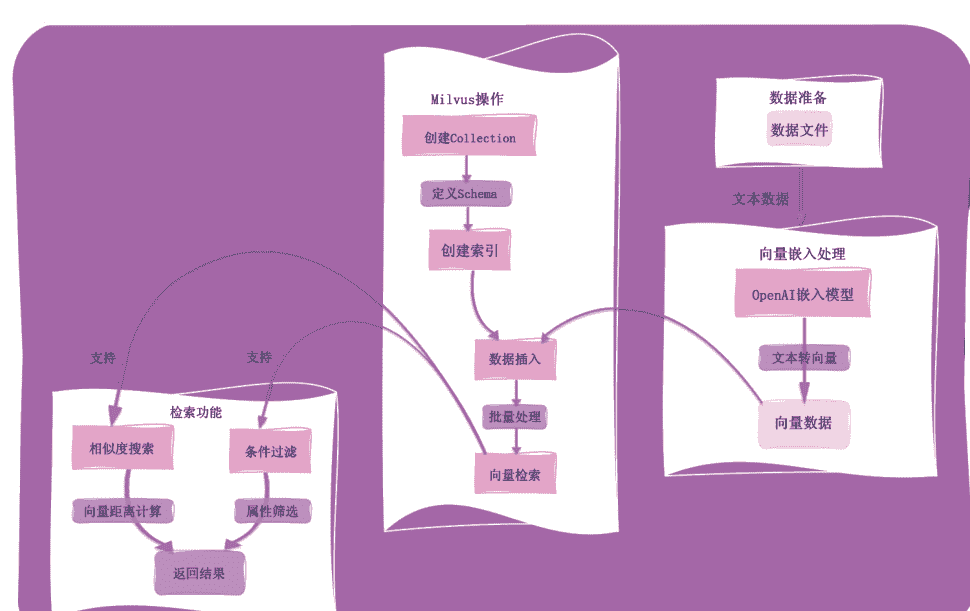 Milvus操作
创建Collection
定义Schema
创建索引
数据插入
批量处理
向量检索
数据准备
数据文件
文本数据
向量嵌入处理
OpenAI嵌入模型
文本转向量
向量数据
支持
支持
检索功能
相似度搜索
条件过滤
向量距离计算
属性筛选
返回结果